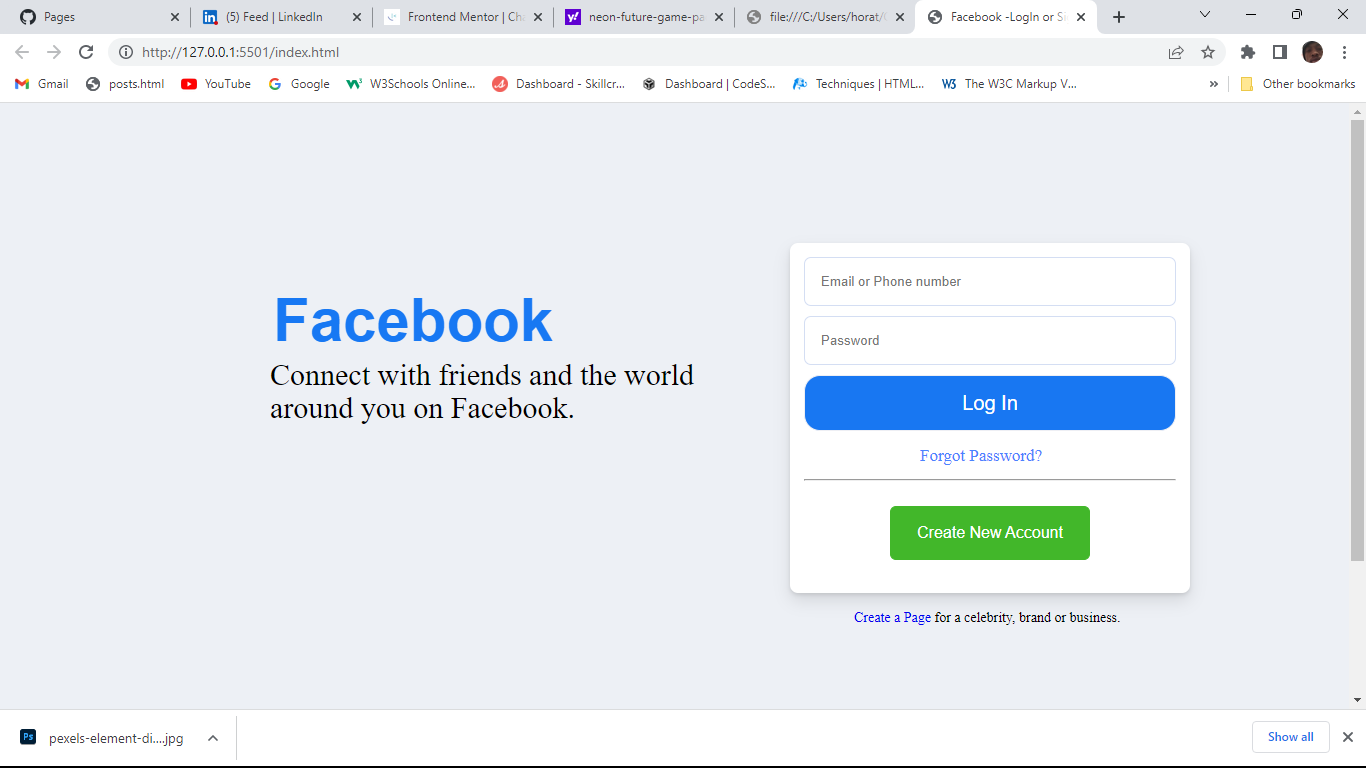 Pages
(5) Feed | LinkedIn
Frontend Mentor | Cha
neon-future-game-pa
file:///C:/Users/horat/
Facebook -LogIn or Si
http://127.0.0.1:5501/index.html
Gmail
posts.html
YouTube
Google
W3Schools Online...
Dashboard - Skillcr...
Dashboard | CodeS...
Techniques | HTML...
The W3C Markup V...
»
Other bookmarks
Facebook
Connect with friends and the world
around you on Facebook.
Email or Phone number
Password
Log In
Forgot Password?
Create New Account
Create a Page for a celebrity, brand or business.
Ps
pexels-element-di....jpg
Show all